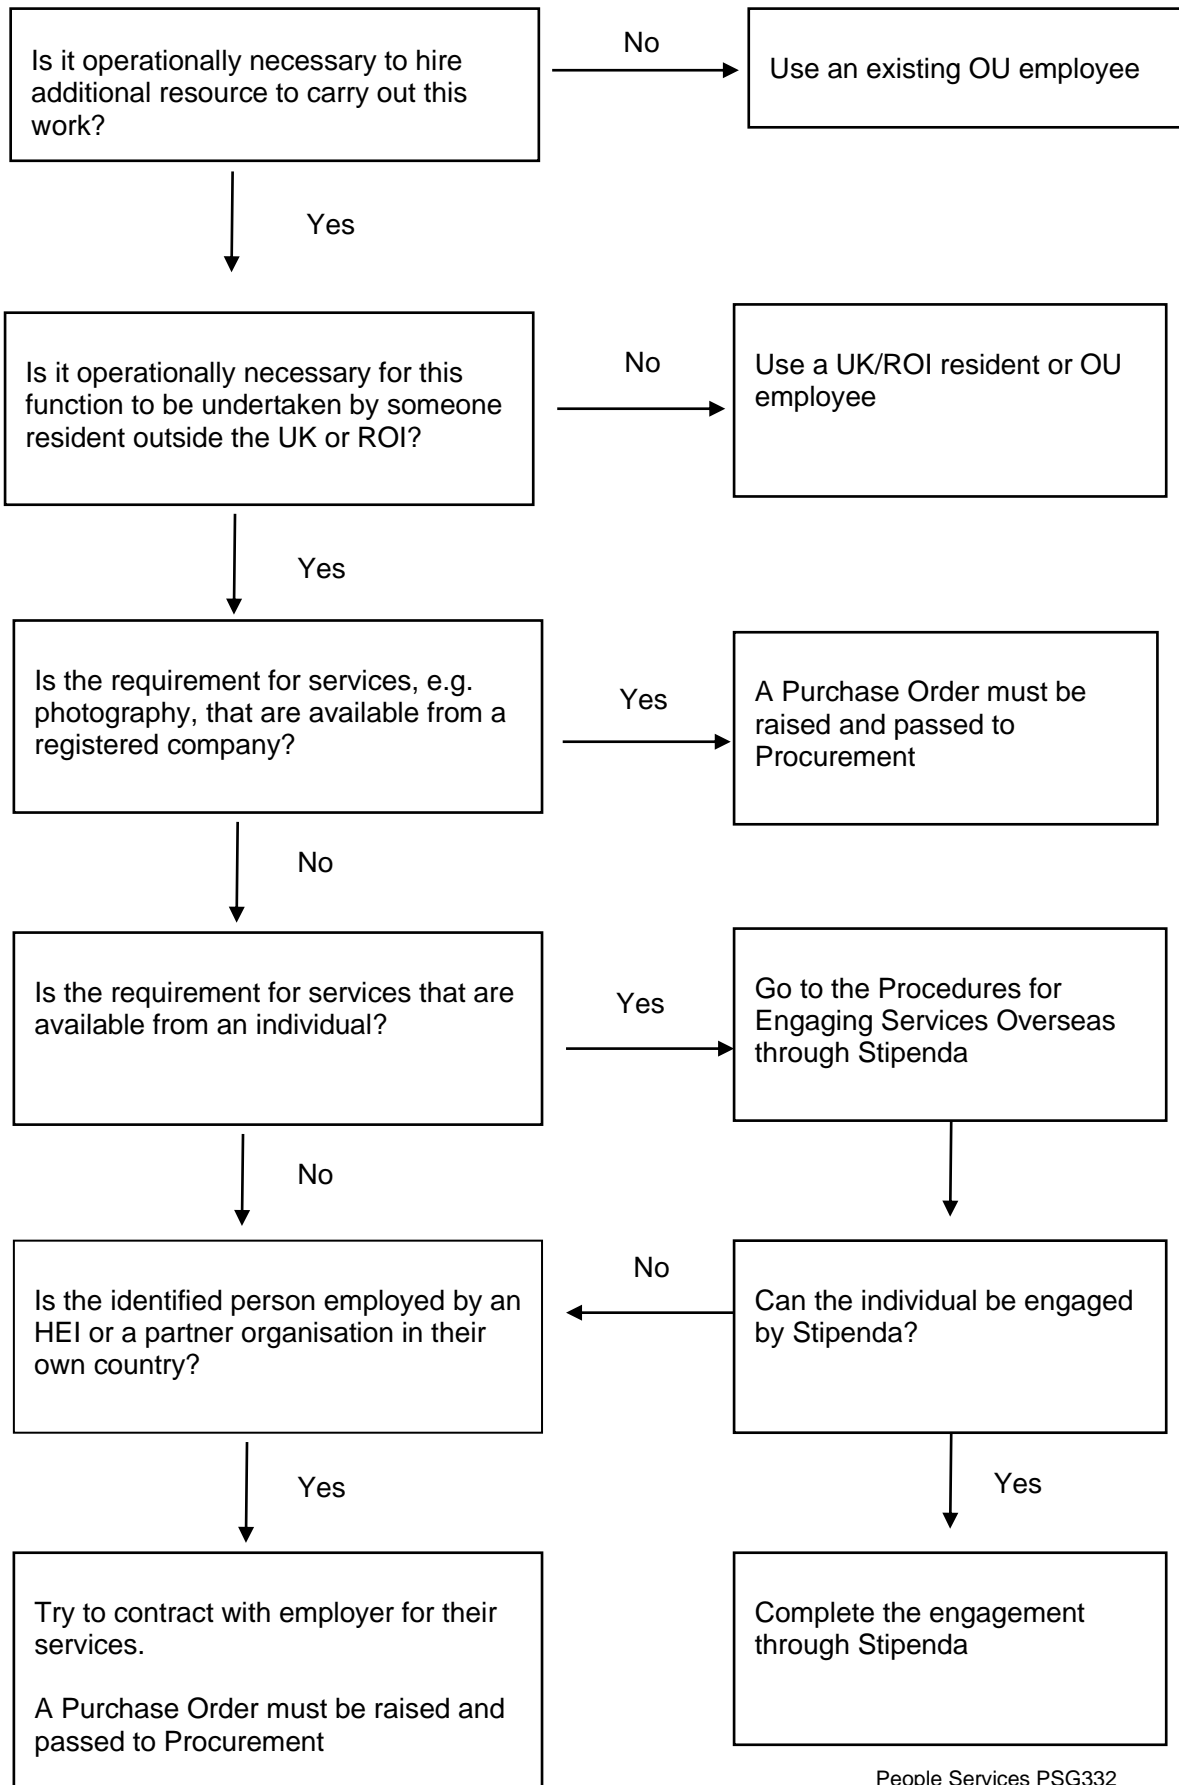 Is it operationally necessary to hire
additional resource to carry out this
work?
No
Use an existing OU employee
Yes
Is it operationally necessary for this
function to be undertaken by someone
resident outside the UK or ROI?
No
Use a UK/ROI resident or OU
employee
Yes
Is the requirement for services, e.g.
photography, that are available from a
registered company?
Yes
A Purchase Order must be
raised and passed to
Procurement
No
Is the requirement for services that are
available from an individual?
Yes
Go to the Procedures for
Engaging Services Overseas
through Stipenda
No
Is the identified person employed by an
HEI or a partner organisation in their
own country?
No
Can the individual be engaged
by Stipenda?
Yes
Yes
Try to contract with employer for their
services.
A Purchase Order must be raised and
passed to Procurement
Complete the engagement
through Stipenda
People Services PSG332